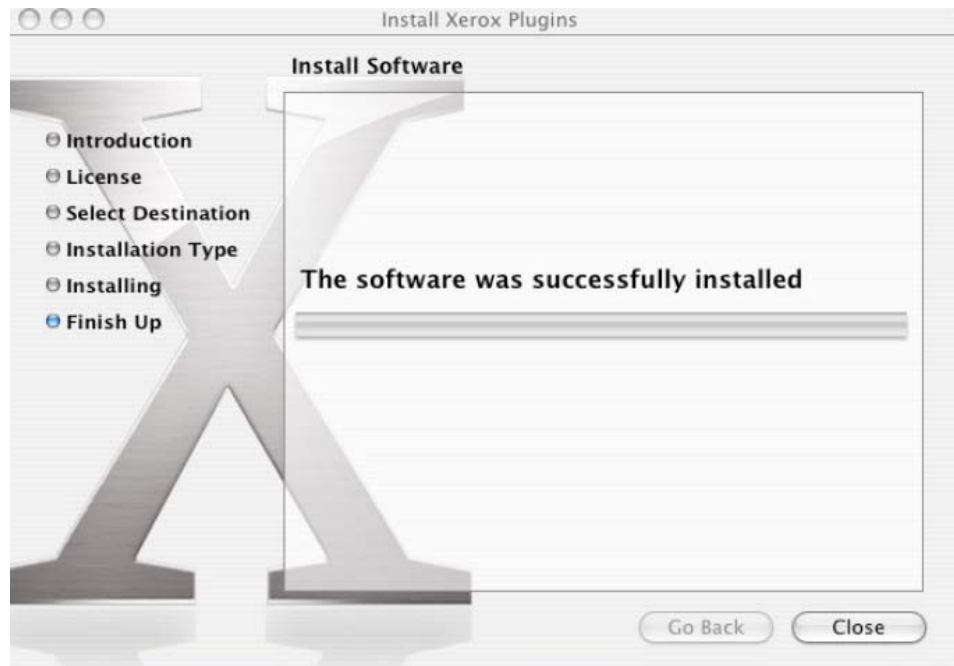 Install Xerox Plugins
Install Software
Introduction
License
Select Destination
Installation Type
Installing
Finish Up
The software was successfully installed
Go Back
Close